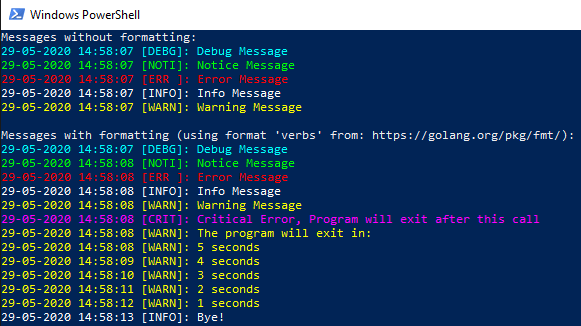 Windows PowerShell
Messages without formatting:
29-05-2020 14:58:07 [DEBG]: Debug Message
29-05-2020 14:58:07 [NOTI]: Notice Message
29-05-2020 14:58:07 [ERR ]: Error Message
29-05-2020 14:58:07 [INFO]: Info Message
29-05-2020 14:58:07 [WARN]: Warning Message
Messages with formatting (using format 'verbs' from: https://golang.org/pkg/fmt/):
29-05-2020 14:58:07 [DEBG]: Debug Message
29-05-2020 14:58:08 [NOTI]: Notice Message
29-05-2020 14:58:08 [ERR ]: Error Message
29-05-2020 14:58:08 [INFO]: Info Message
29-05-2020 14:58:08 [WARN]: Warning Message
29-05-2020 14:58:08 [CRIT]: Critical Error, Program will exit after this call
29-05-2020 14:58:08 [WARN]: The program will exit in:
29-05-2020 14:58:08 [WARN]: 5 seconds
29-05-2020 14:58:09 [WARN]: 4 seconds
29-05-2020 14:58:10 [WARN]: 3 seconds
29-05-2020 14:58:11 [WARN]: 2 seconds
29-05-2020 14:58:12 [WARN]: 1 seconds
29-05-2020 14:58:13 [INFO]: Bye!